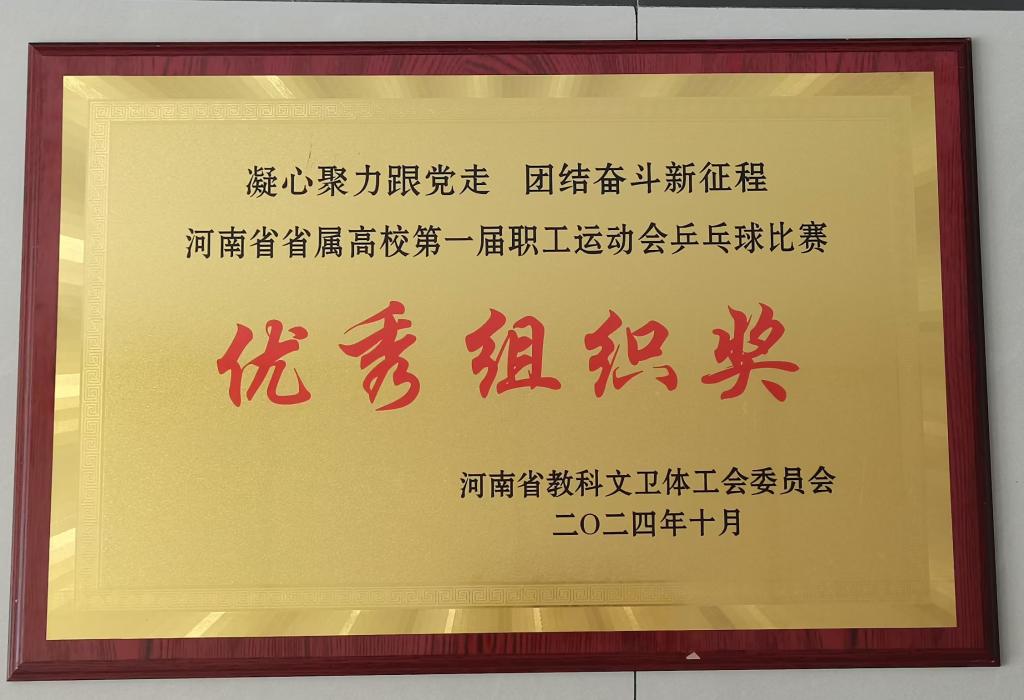 凝心聚力跟党走 团结奋斗新征程
河南省省属高校第一届职工运动会乒乓球比赛
优秀组织奖
河南省教科文卫体工会委员会
二〇二四年十月